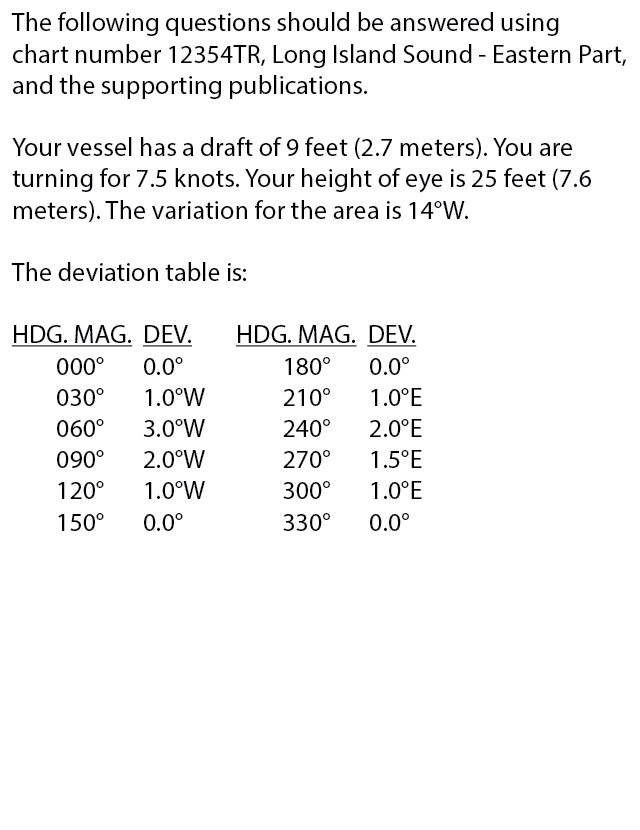 The following questions should be answered using
chart number 12354TR, Long Island Sound - Eastern Part,
and the supporting publications.
Your vessel has a draft of 9 feet (2.7 meters). You are
turning for 7.5 knots. Your height of eye is 25 feet (7.6
meters). The variation for the area is 14°W.
The deviation table is:
HDG. MAG. DEV. HDG. MAG. DEV.
000° 0.0° 180° 0.0°
030° 1.0°W 210° 1.0°E
060° 3.0°W 240° 2.0°E
090° 2.0°W 270° 1.5°E
120° 1.0°W 300° 1.0°E
150° 0.0° 330° 0.0°